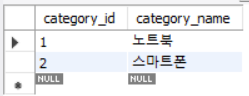 category_id category_name
1 노트북
2 스마트폰
NULL NULL